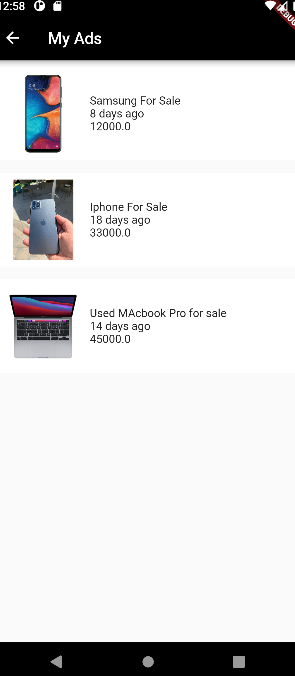 12:58
DEBUG
My Ads
Samsung For Sale
8 days ago
12000.0
Iphone For Sale
18 days ago
33000.0
Used MAcbook Pro for sale
14 days ago
45000.0